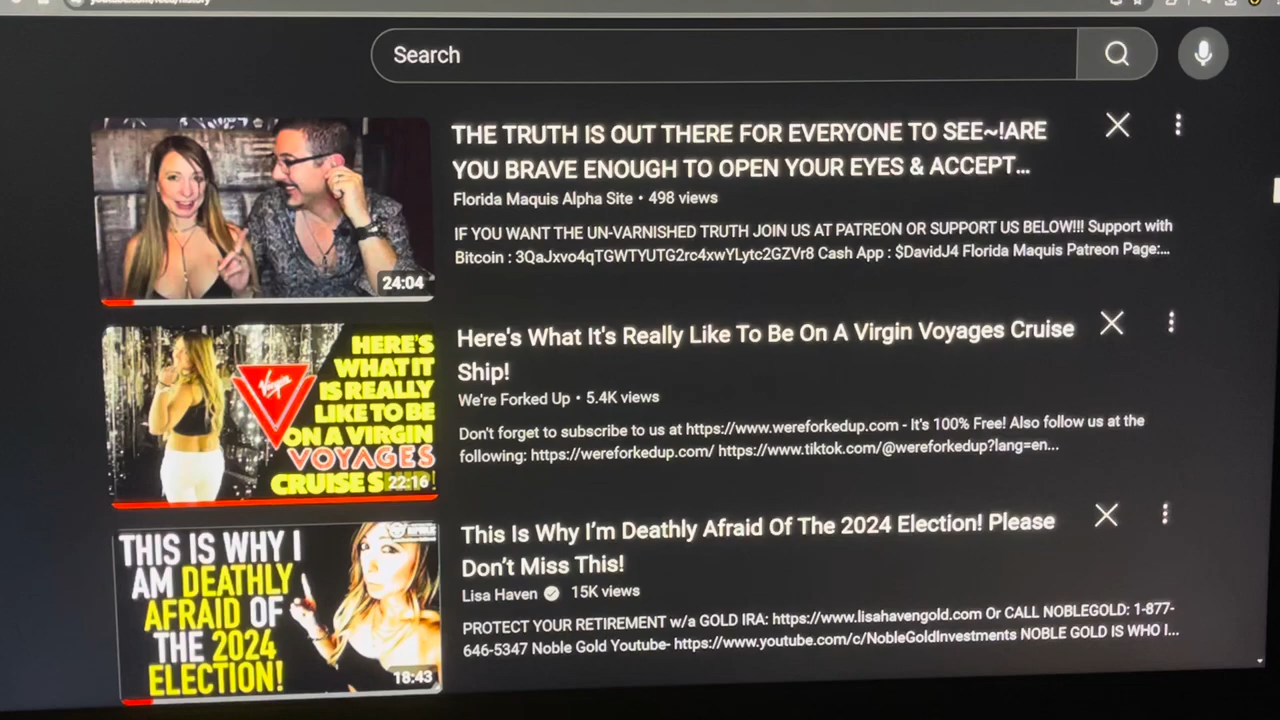 youtube.com/feed/history
Search
THE TRUTH IS OUT THERE FOR EVERYONE TO SEE~!ARE
YOU BRAVE ENOUGH TO OPEN YOUR EYES & ACCEPT...
Florida Maquis Alpha Site • 498 views
IF YOU WANT THE UN-VARNISHED TRUTH JOIN US AT PATREON OR SUPPORT US BELOW!!! Support with
Bitcoin : 3QaJxvo4qTGWTYUTG2rc4xwYLytc2GZVr8 Cash App : $DavidJ4 Florida Maquis Patreon Page:...
24:04
HERE'S
WHAT IT
IS REALLY
LIKE TO BE
ON A VIRGIN
VOYAGES
CRUISE SHIP!
Virgin
22:16
Here's What It's Really Like To Be On A Virgin Voyages Cruise
Ship!
We're Forked Up • 5.4K views
Don't forget to subscribe to us at https://www.wereforkedup.com - It's 100% Free! Also follow us at the
following: https://wereforkedup.com/ https://www.tiktok.com/@wereforkedup?lang=en...
THIS IS WHY I
AM DEATHLY
AFRAID OF
THE 2024
ELECTION!
18:43
This Is Why I'm Deathly Afraid Of The 2024 Election! Please
Don't Miss This!
Lisa Haven 15K views
PROTECT YOUR RETIREMENT w/a GOLD IRA: https://www.lisahavengold.com Or CALL NOBLEGOLD: 1-877-
646-5347 Noble Gold Youtube- https://www.youtube.com/c/NobleGoldInvestments NOBLE GOLD IS WHO I...